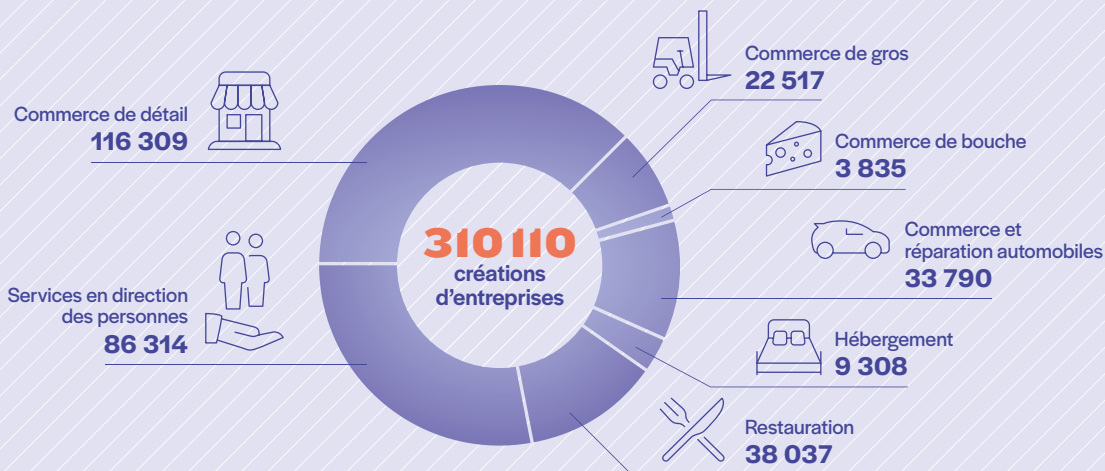 Commerce de gros
22 517
Commerce de détail
116 309
Commerce de bouche
3 835
310 110
créations
d'entreprises
Commerce et
réparation automobiles
33 790
Services en direction
des personnes
86 314
Hébergement
9 308
Restauration
38 037